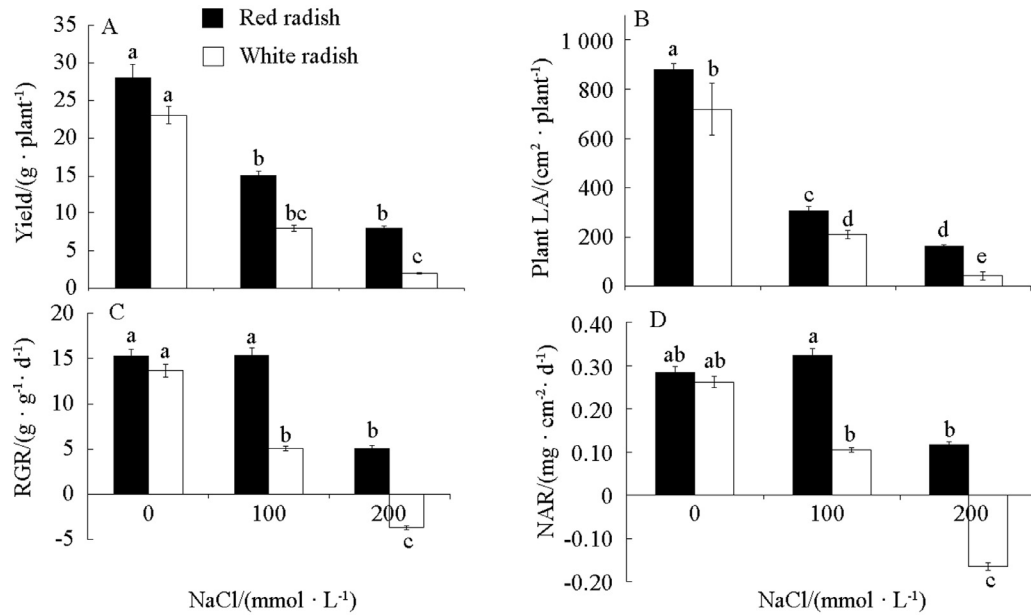 A
Red radish
White radish
35
30
25
20
15
10
5
0
Yield/(g · plant⁻¹)
a
a
b
bc
b
c
B
1 000
800
600
400
200
0
Plant LA/(cm² · plant⁻¹)
a
b
c
d
d
e
C
20
15
10
5
0
-5
RGR/(g · g⁻¹· d⁻¹)
a
a
a
b
b
c
0
100
200
NaCl/(mmol · L⁻¹)
D
0.40
0.30
0.20
0.10
0
-0.10
-0.20
NAR/(mg · cm⁻²· d⁻¹)
ab
ab
a
b
b
c
0
100
200
NaCl/(mmol · L⁻¹)